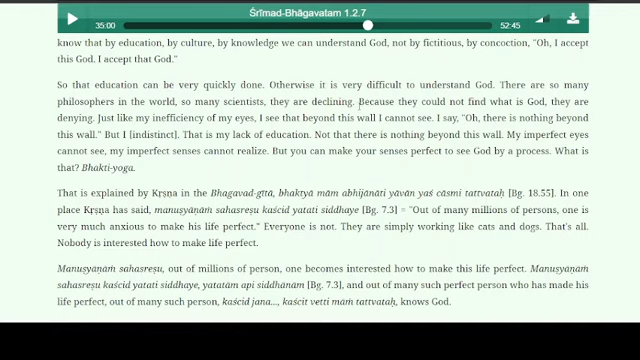 Śrīmad-Bhāgavatam 1.2.7
35:00
52:45
know that by education, by culture, by knowledge we can understand God, not by fictitious, by concoction, "Oh, I accept
this God. I accept that God."
So that education can be very quickly done. Otherwise it is very difficult to understand God. There are so many
philosophers in the world, so many scientists, they are declining. Because they could not find what is God, they are
denying. Just like my inefficiency of my eyes, I see that beyond this wall I cannot see. I say, "Oh, there is nothing beyond
this wall." But I [indistinct]. That is my lack of education. Not that there is nothing beyond this wall. My imperfect eyes
cannot see, my imperfect senses cannot realize. But you can make your senses perfect to see God by a process. What is
that? Bhakti-yoga.
That is explained by Kṛṣṇa in the Bhagavad-gītā, bhaktyā mām abhijānāti yāvān yaś cāsmi tattvataḥ [Bg. 18.55]. In one
place Kṛṣṇa has said, manuṣyāṇāṁ sahasreṣu kaścid yatati siddhaye [Bg. 7.3] = "Out of many millions of persons, one is
very much anxious to make his life perfect." Everyone is not. They are simply working like cats and dogs. That's all.
Nobody is interested how to make life perfect.
Manuṣyāṇāṁ sahasreṣu, out of millions of person, one becomes interested how to make this life perfect. Manuṣyāṇāṁ
sahasreṣu kaścid yatati siddhaye, yatatām api siddhānāṁ [Bg. 7.3], and out of many such perfect person who has made his
life perfect, out of many such person, kaścid jana..., kaścit vetti māṁ tattvataḥ, knows God.